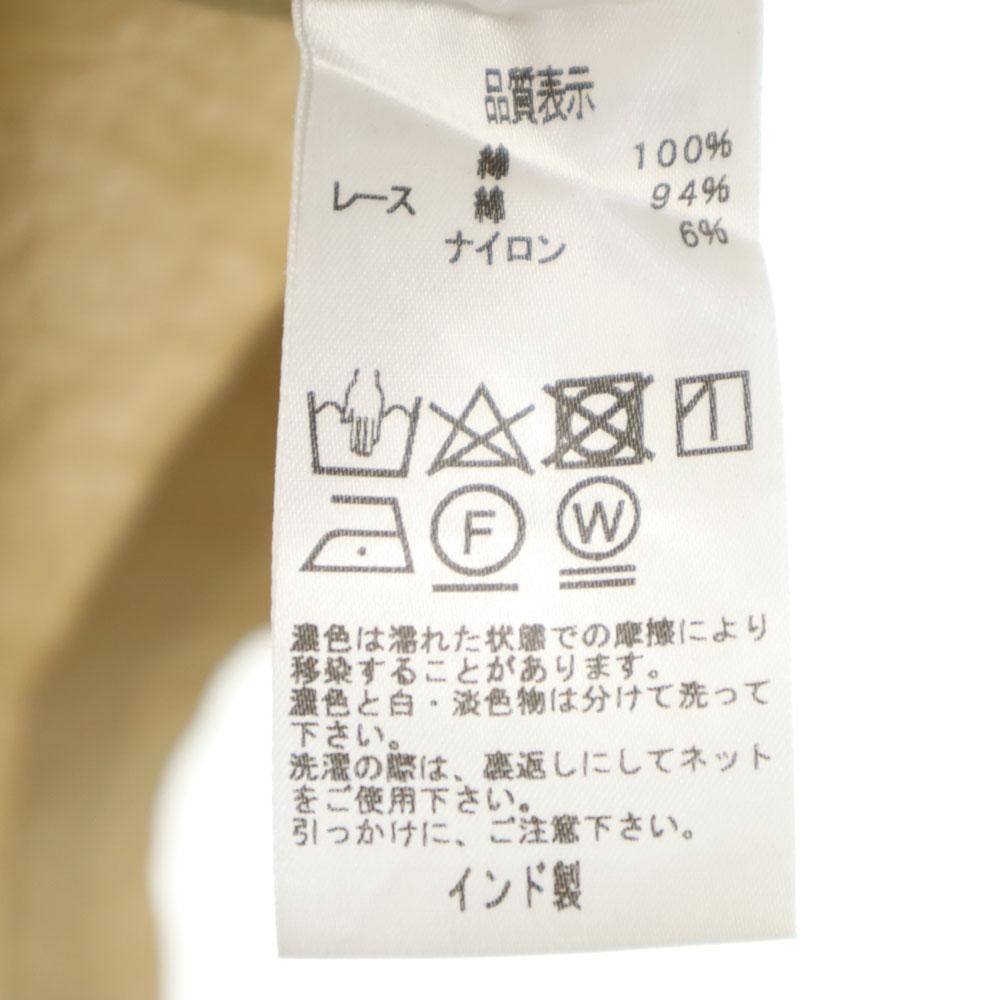 品質表示
綿 100%
レース 綿 94%
ナイロン 6%
F W
濃色は濡れた状態での摩擦により
移染することがあります。
濃色と白・淡色物は分けて洗って
下さい。
洗濯の際は、裏返しにしてネット
をご使用下さい。
引っかけに、ご注意下さい。
インド製